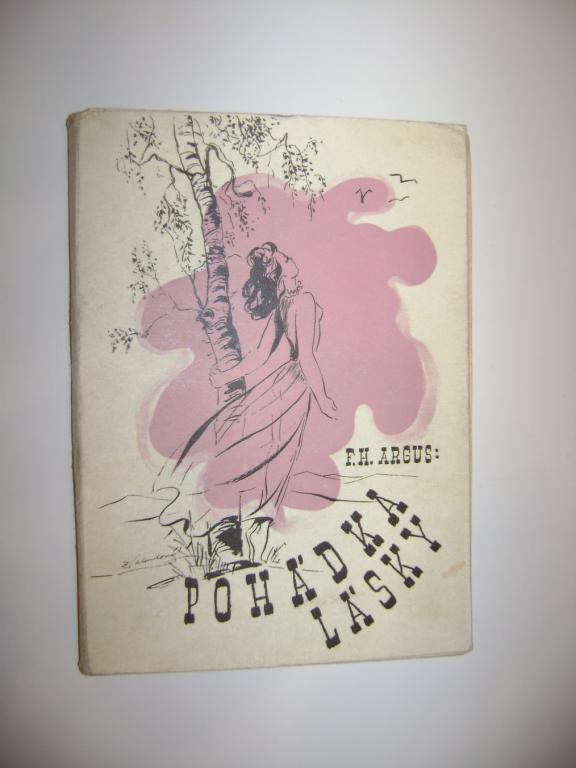 F. H. ARGUS:
POHÁDKA
LÁSKY